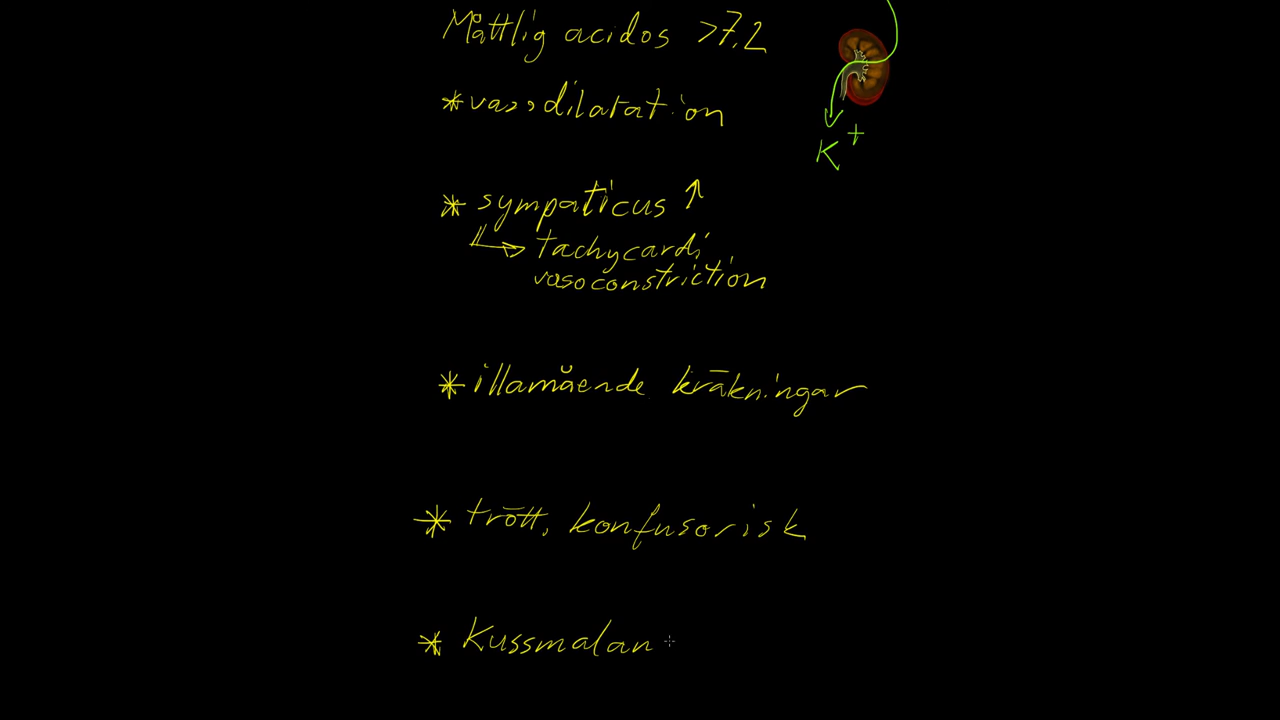 Måttlig acidos >7,2
K+
*vasodilatation
* sympaticus ↑
tachycardi
vasoconstriction
*illamående kräkningar
* trött, konfusorisk
* Kussmalan